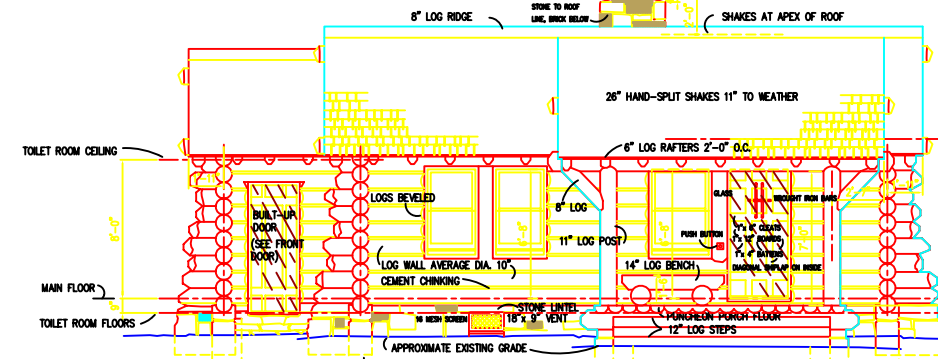 STONE TO ROOF
LINE, BRICK BELOW
8" LOG RIDGE
SHAKES AT APEX OF ROOF
26" HAND-SPLIT SHAKES 11" TO WEATHER
TOILET ROOM CEILING
6" LOG RAFTERS 2'-0" O.C.
LOGS BEVELED
GLASS
WROUGHT IRON BARS
8" LOG
BUILT-UP
DOOR
(SEE FRONT
DOOR)
11" LOG POST
PUSH BUTTON
1"x 6" CLEATS
1"x 12" BOARDS
1"x 4" BATTENS
DIAGONAL SHIPLAP ON INSIDE
LOG WALL AVERAGE DIA. 10"
14" LOG BENCH
CEMENT CHINKING
MAIN FLOOR
STONE LINTEL
16 MESH SCREEN
18"x 9" VENT
PUNCHEON PORCH FLOOR
TOILET ROOM FLOORS
12" LOG STEPS
APPROXIMATE EXISTING GRADE